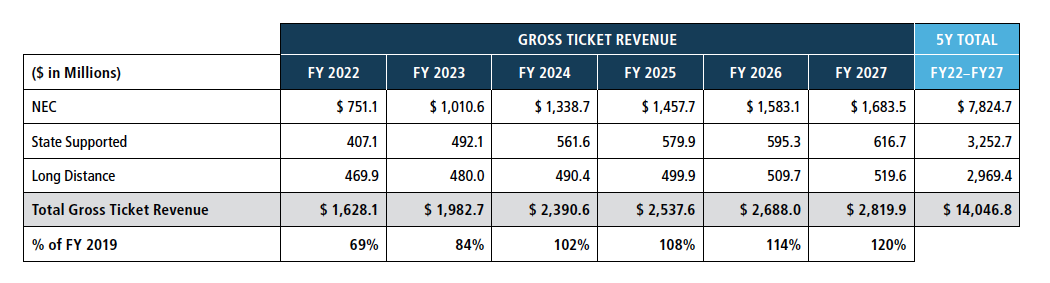 GROSS TICKET REVENUE 5Y TOTAL
($ in Millions) FY 2022 FY 2023 FY 2024 FY 2025 FY 2026 FY 2027 FY22–FY27
NEC $ 751.1 $ 1,010.6 $ 1,338.7 $ 1,457.7 $ 1,583.1 $ 1,683.5 $ 7,824.7
State Supported 407.1 492.1 561.6 579.9 595.3 616.7 3,252.7
Long Distance 469.9 480.0 490.4 499.9 509.7 519.6 2,969.4
Total Gross Ticket Revenue $ 1,628.1 $ 1,982.7 $ 2,390.6 $ 2,537.6 $ 2,688.0 $ 2,819.9 $ 14,046.8
% of FY 2019 69% 84% 102% 108% 114% 120%